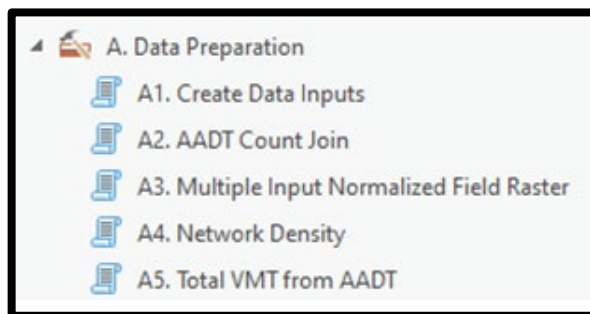 A. Data Preparation
A1. Create Data Inputs
A2. AADT Count Join
A3. Multiple Input Normalized Field Raster
A4. Network Density
A5. Total VMT from AADT